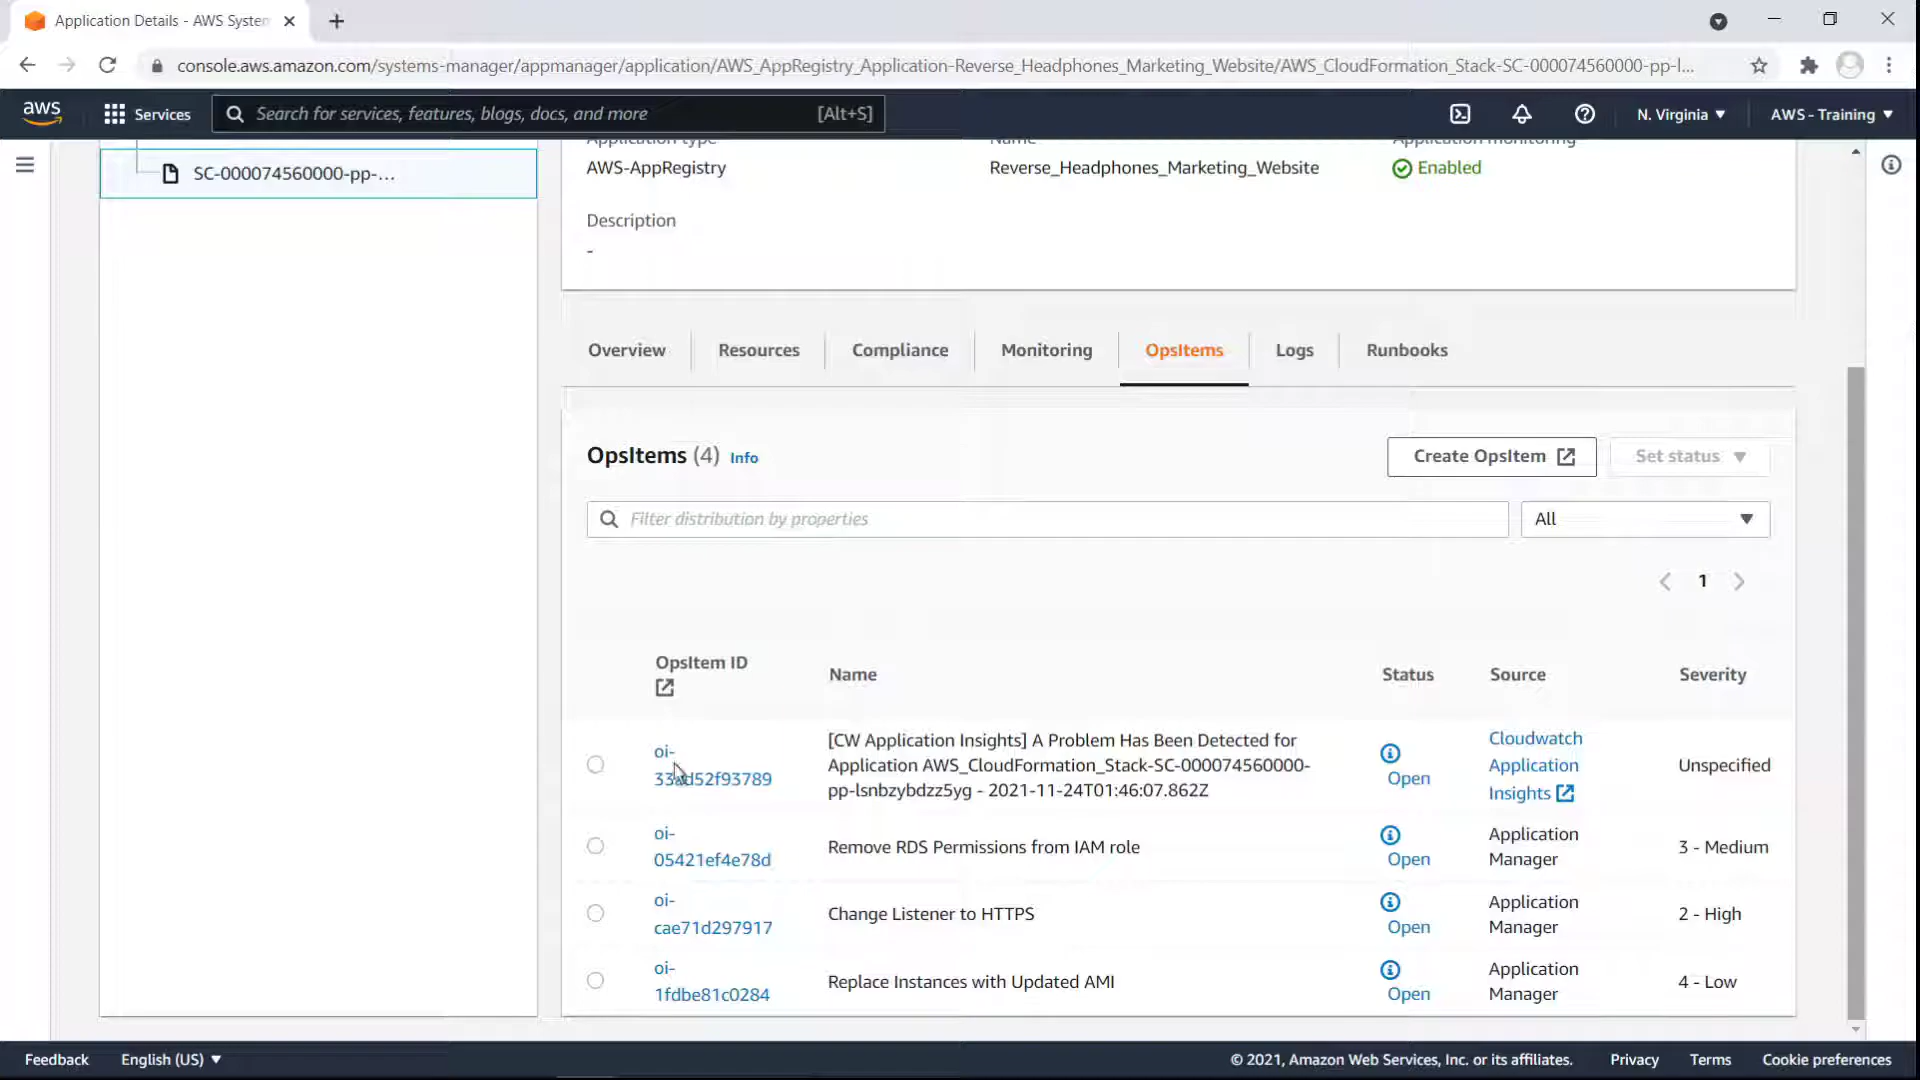 Application Details - AWS System
console.aws.amazon.com/systems-manager/appmanager/application/AWS_AppRegistry_Application-Reverse_Headphones_Marketing_Website/AWS_CloudFormation_Stack-SC-000074560000-pp-l...
aws Services Search for services, features, blogs, docs, and more [Alt+S] N. Virginia ▼ AWS - Training ▼
Application type Name Application monitoring
SC-000074560000-pp-...
AWS-AppRegistry Reverse_Headphones_Marketing_Website Enabled
Description
-
Overview Resources Compliance Monitoring OpsItems Logs Runbooks
OpsItems (4) Info Create OpsItem Set status ▼
Filter distribution by properties All ▼
1
OpsItem ID Name Status Source Severity
oi-
33ad52f93789
[CW Application Insights] A Problem Has Been Detected for
Application AWS_CloudFormation_Stack-SC-000074560000-
pp-lsnbzybdzz5yg - 2021-11-24T01:46:07.862Z
Open
Cloudwatch
Application
Insights
Unspecified
oi-
05421ef4e78d
Remove RDS Permissions from IAM role
Open
Application
Manager
3 - Medium
oi-
cae71d297917
Change Listener to HTTPS
Open
Application
Manager
2 - High
oi-
1fdbe81c0284
Replace Instances with Updated AMI
Open
Application
Manager
4 - Low
Feedback English (US) ▼ © 2021, Amazon Web Services, Inc. or its affiliates. Privacy Terms Cookie preferences